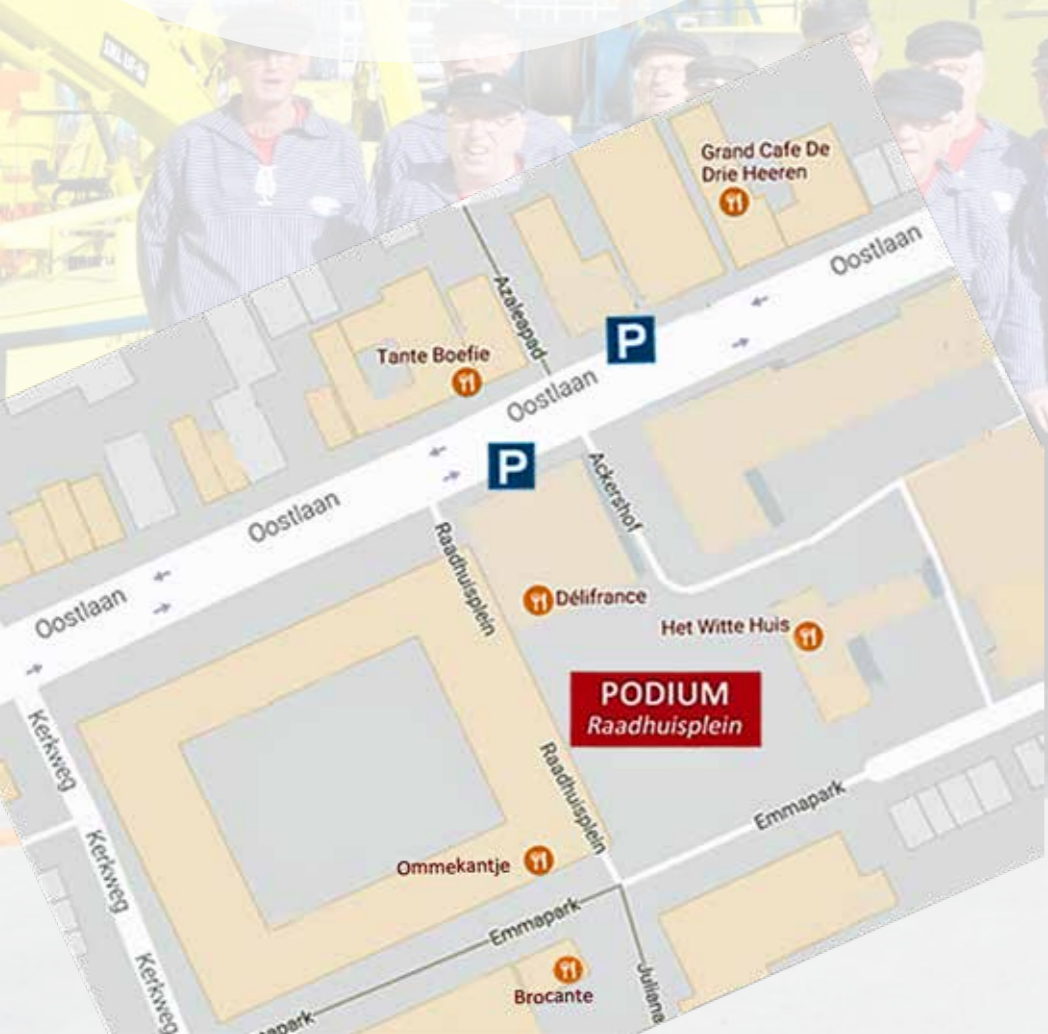 Grand Cafe De
Drie Heeren
Oostlaan
Azaleapad
P
Tante Boefie
Oostlaan
P
Ackershof
Oostlaan
Raadhuisplein
Délifrance
Oostlaan
Het Witte Huis
PODIUM
Raadhuisplein
Kerkweg
Raadhuisplein
Emmapark
Kerkweg
Ommekantje
Emmapark
Kerkweg
Juliana
Brocante
mapark